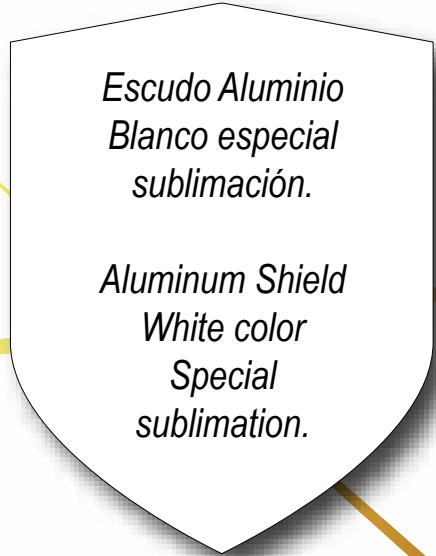 Escudo Aluminio
Blanco especial
sublimación.
Aluminum Shield
White color
Special
sublimation.